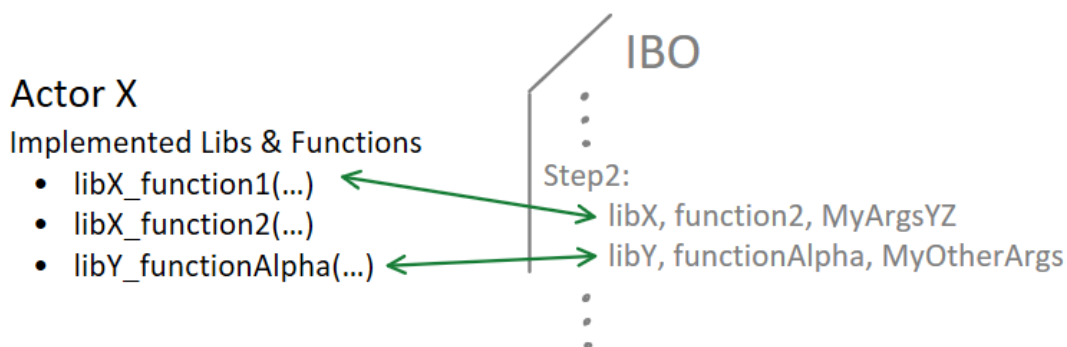 Actor X
Implemented Libs & Functions
• libX_function1(...)
• libX_function2(...)
• libY_functionAlpha(...)
IBO
Step2:
libX, function2, MyArgsYZ
libY, functionAlpha, MyOtherArgs